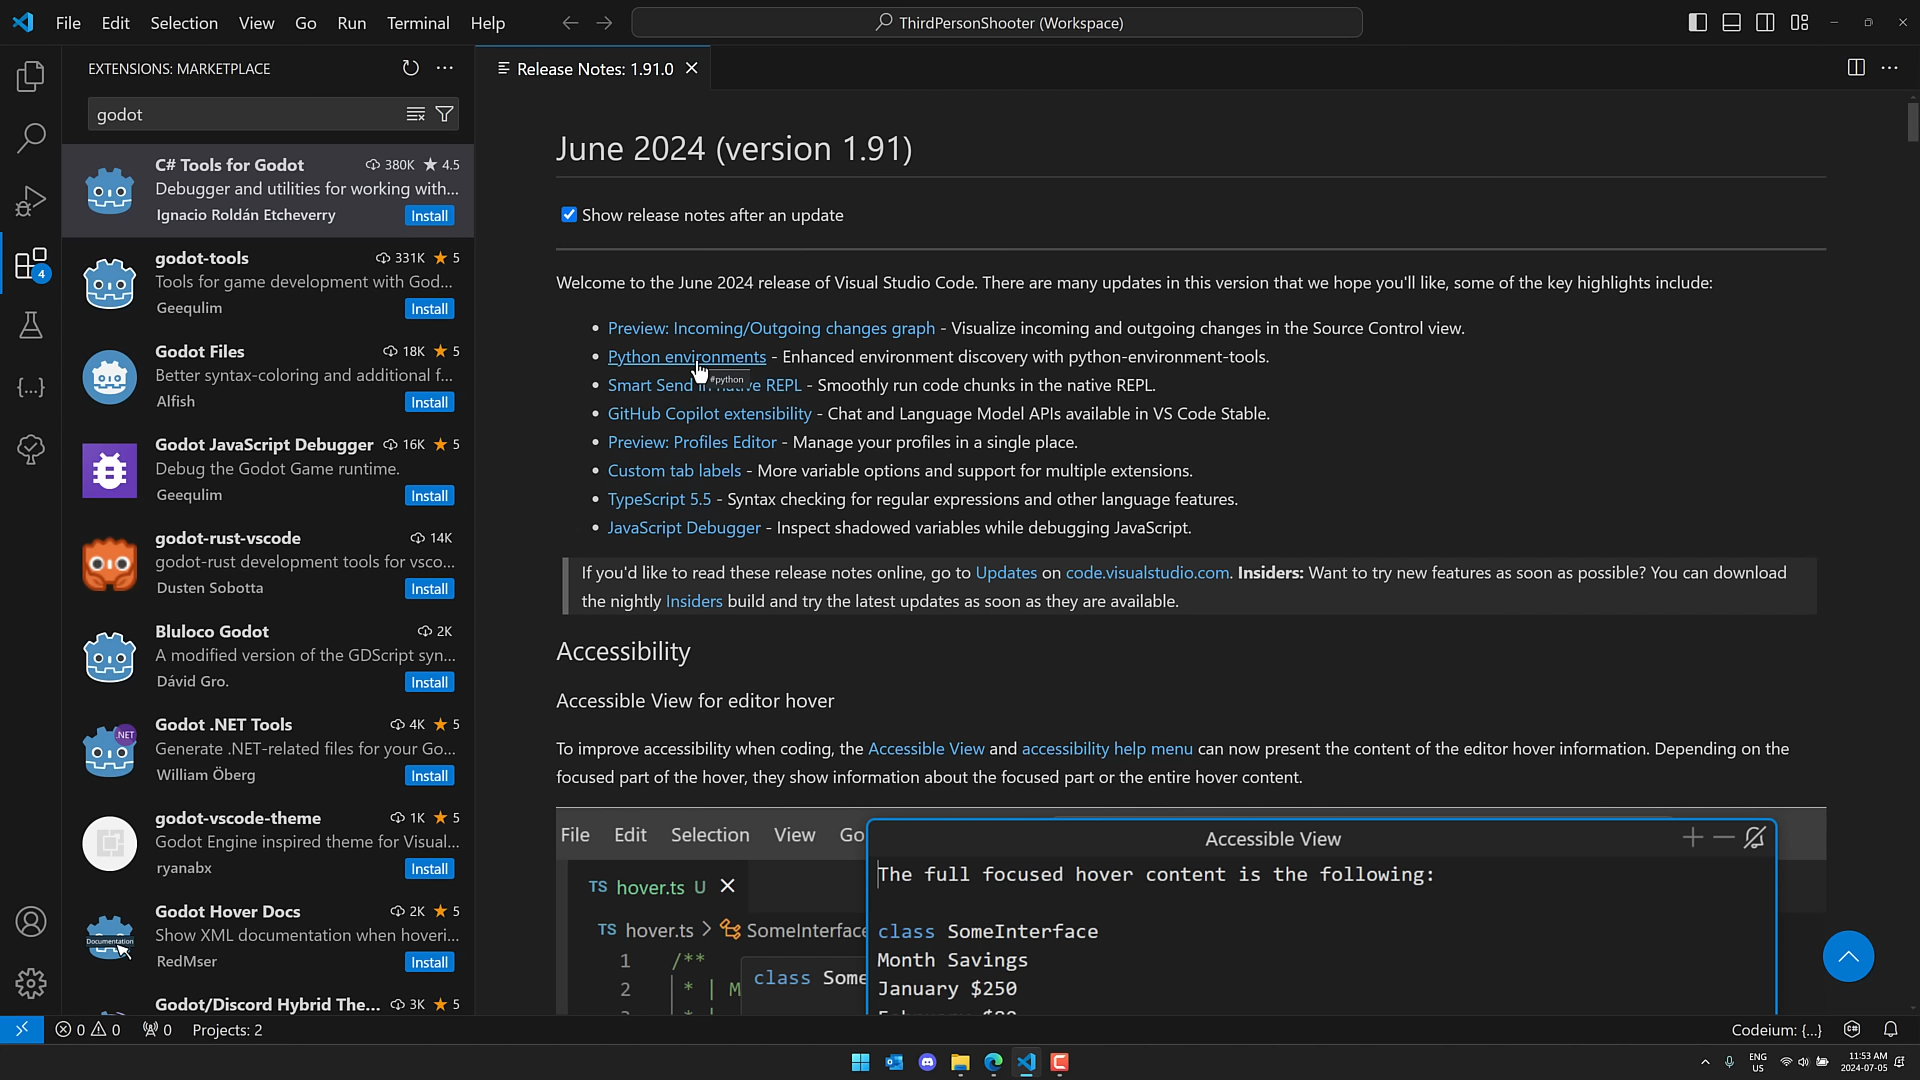 File Edit Selection View Go Run Terminal Help
ThirdPersonShooter (Workspace)
EXTENSIONS: MARKETPLACE
godot
C# Tools for Godot 380K 4.5
Debugger and utilities for working with...
Ignacio Roldán Etcheverry Install
godot-tools 331K 5
Tools for game development with God...
Geequlim Install
Godot Files 18K 5
Better syntax-coloring and additional f...
Alfish Install
Godot JavaScript Debugger 16K 5
Debug the Godot Game runtime.
Geequlim Install
godot-rust-vscode 14K
godot-rust development tools for vsco...
Dusten Sobotta Install
Bluloco Godot 2K
A modified version of the GDScript syn...
Dávid Gro. Install
Godot .NET Tools 4K 5
.NET
Generate .NET-related files for your Go...
William Öberg Install
godot-vscode-theme 1K 5
Godot Engine inspired theme for Visual...
ryanabx Install
Godot Hover Docs 2K 5
Documentation
Show XML documentation when hoveri...
RedMser Install
Godot/Discord Hybrid The... 3K 5
4
Release Notes: 1.91.0
June 2024 (version 1.91)
Show release notes after an update
Welcome to the June 2024 release of Visual Studio Code. There are many updates in this version that we hope you'll like, some of the key highlights include:
• Preview: Incoming/Outgoing changes graph - Visualize incoming and outgoing changes in the Source Control view.
• Python environments - Enhanced environment discovery with python-environment-tools.
#python
• Smart Send in native REPL - Smoothly run code chunks in the native REPL.
• GitHub Copilot extensibility - Chat and Language Model APIs available in VS Code Stable.
• Preview: Profiles Editor - Manage your profiles in a single place.
• Custom tab labels - More variable options and support for multiple extensions.
• TypeScript 5.5 - Syntax checking for regular expressions and other language features.
• JavaScript Debugger - Inspect shadowed variables while debugging JavaScript.
If you'd like to read these release notes online, go to Updates on code.visualstudio.com. Insiders: Want to try new features as soon as possible? You can download
the nightly Insiders build and try the latest updates as soon as they are available.
Accessibility
Accessible View for editor hover
To improve accessibility when coding, the Accessible View and accessibility help menu can now present the content of the editor hover information. Depending on the
focused part of the hover, they show information about the focused part or the entire hover content.
File Edit Selection View Go
TS hover.ts U
TS hover.ts > SomeInterface
1 /**
2 * | M
class Some
Accessible View
The full focused hover content is the following:
class SomeInterface
Month Savings
January $250
0 0 0 Projects: 2
Codeium: {...}
ENG
US
11:53 AM
2024-07-05